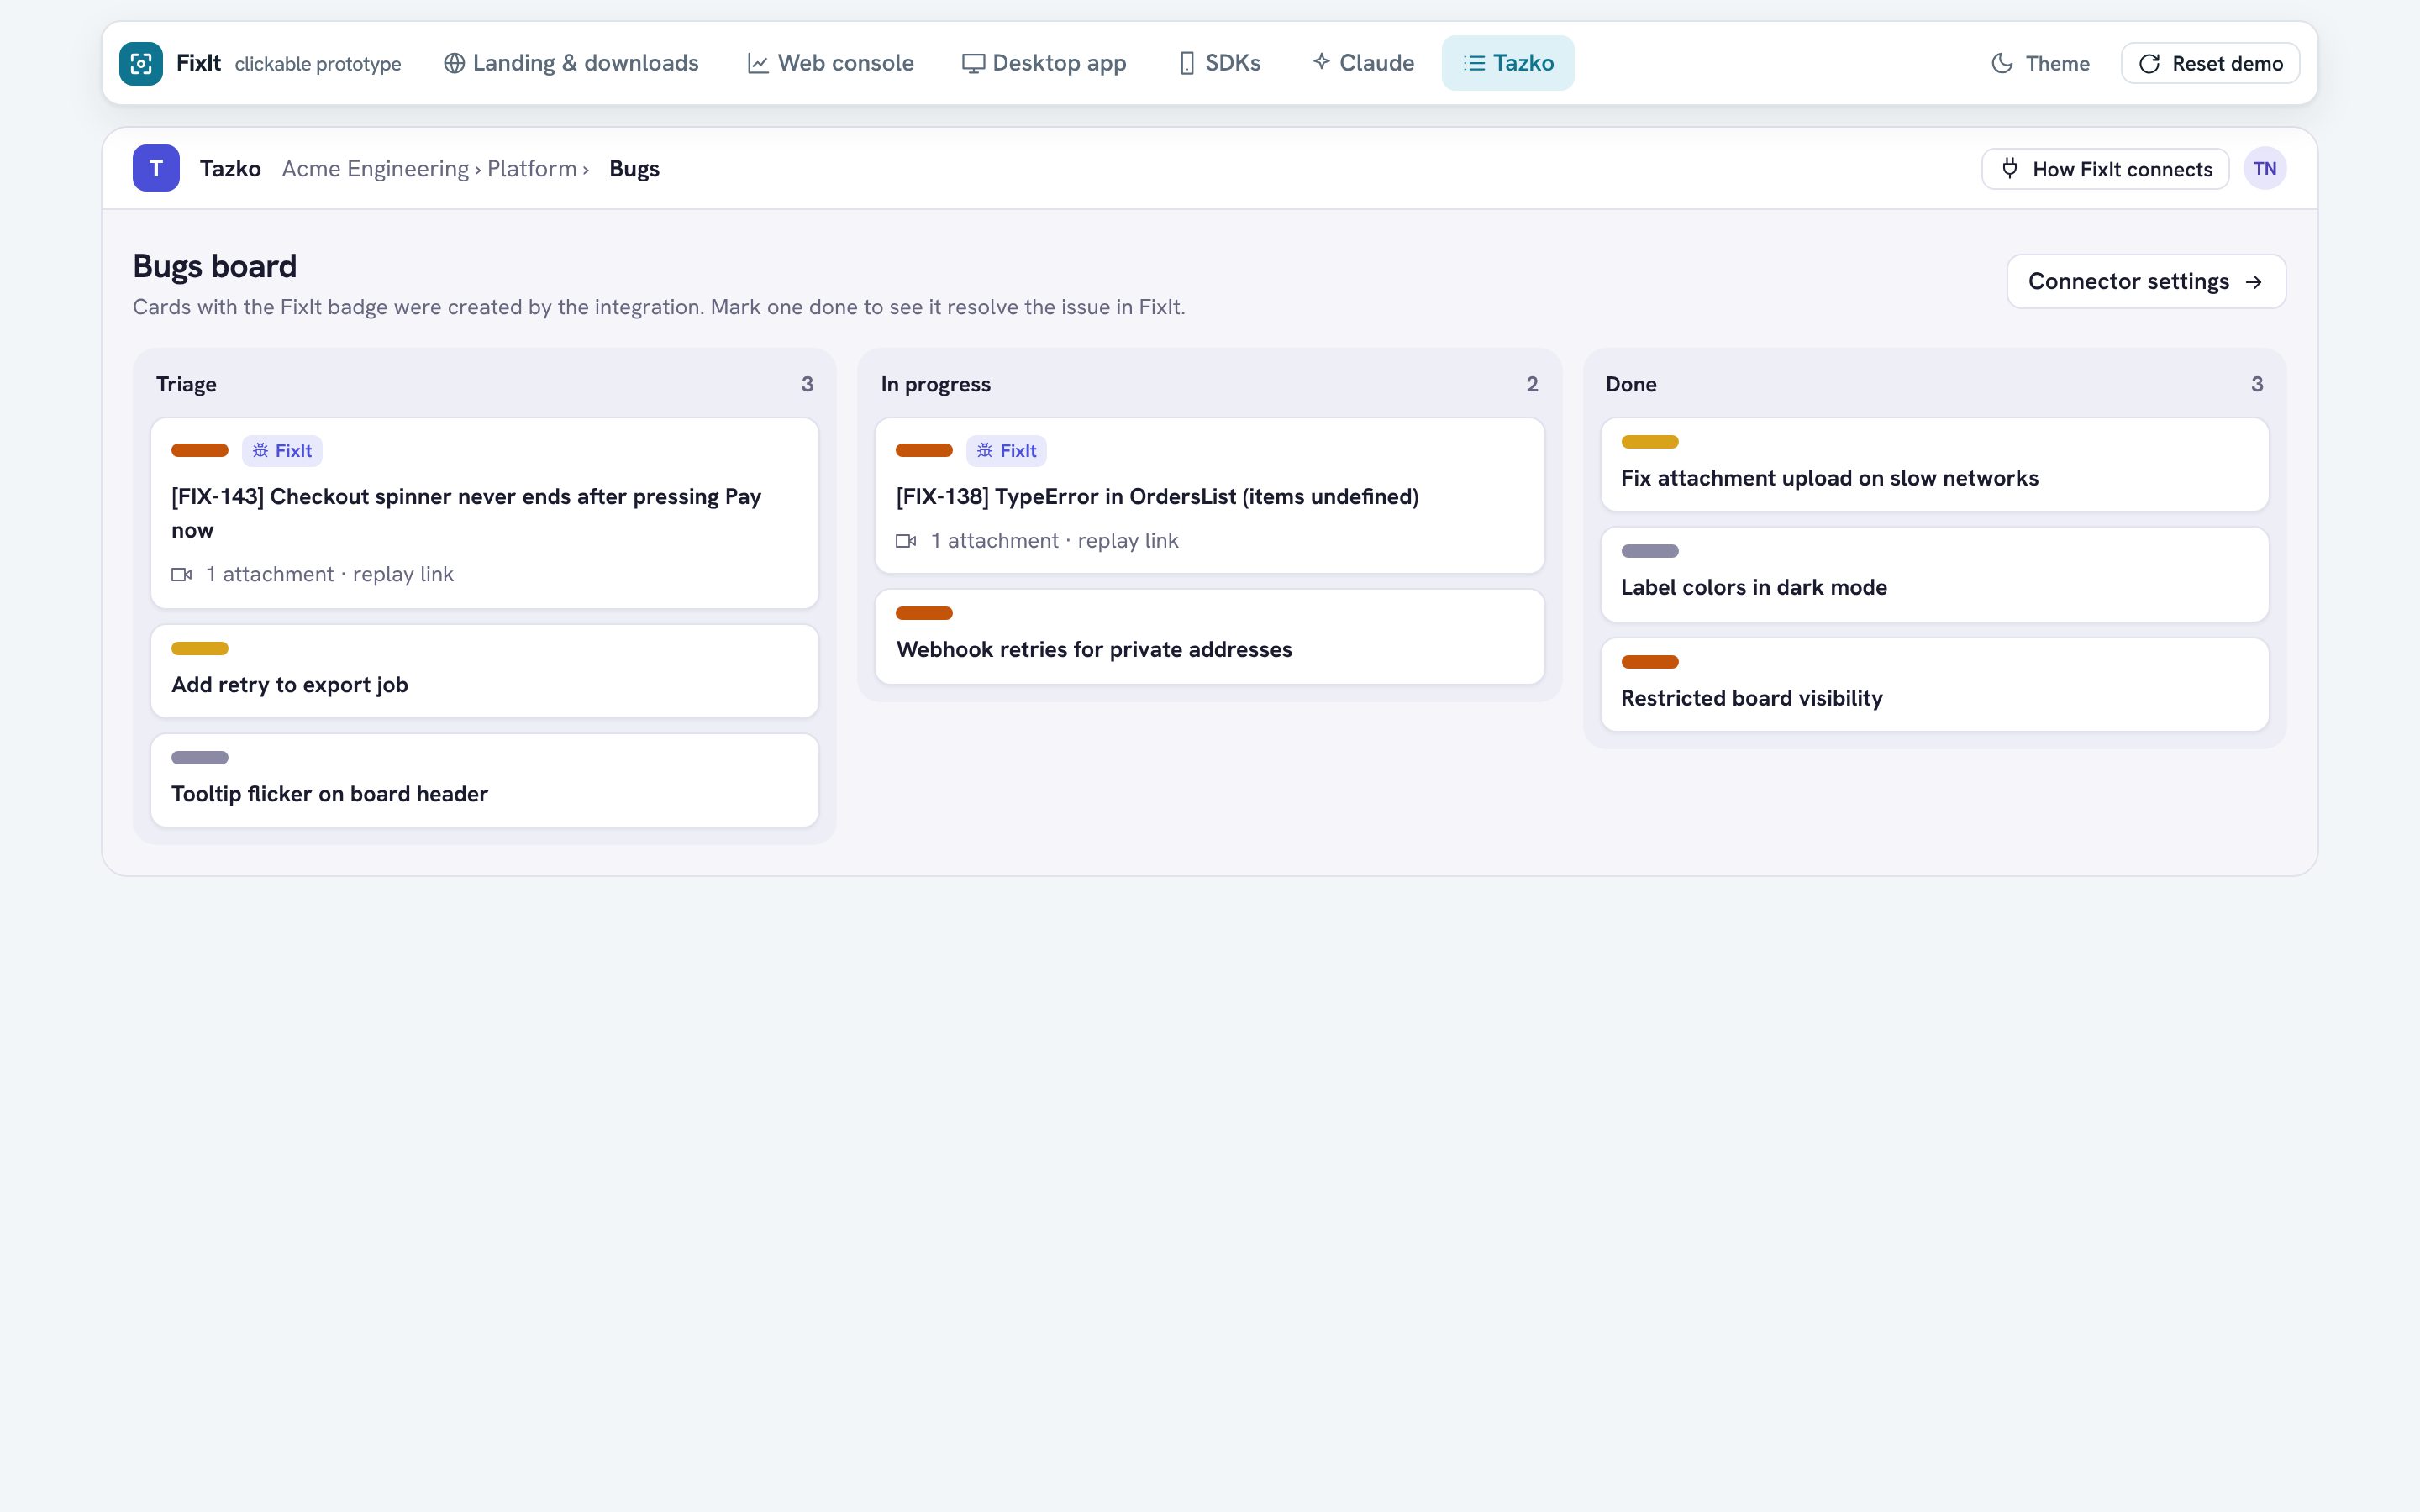 FixIt clickable prototype Landing & downloads Web console Desktop app SDKs Claude Tazko Theme Reset demo
T Tazko Acme Engineering › Platform › Bugs How FixIt connects TN
Bugs board
Connector settings →
Cards with the FixIt badge were created by the integration. Mark one done to see it resolve the issue in FixIt.
Triage 3
FixIt
[FIX-143] Checkout spinner never ends after pressing Pay
now
1 attachment · replay link
Add retry to export job
Tooltip flicker on board header
In progress 2
FixIt
[FIX-138] TypeError in OrdersList (items undefined)
1 attachment · replay link
Webhook retries for private addresses
Done 3
Fix attachment upload on slow networks
Label colors in dark mode
Restricted board visibility